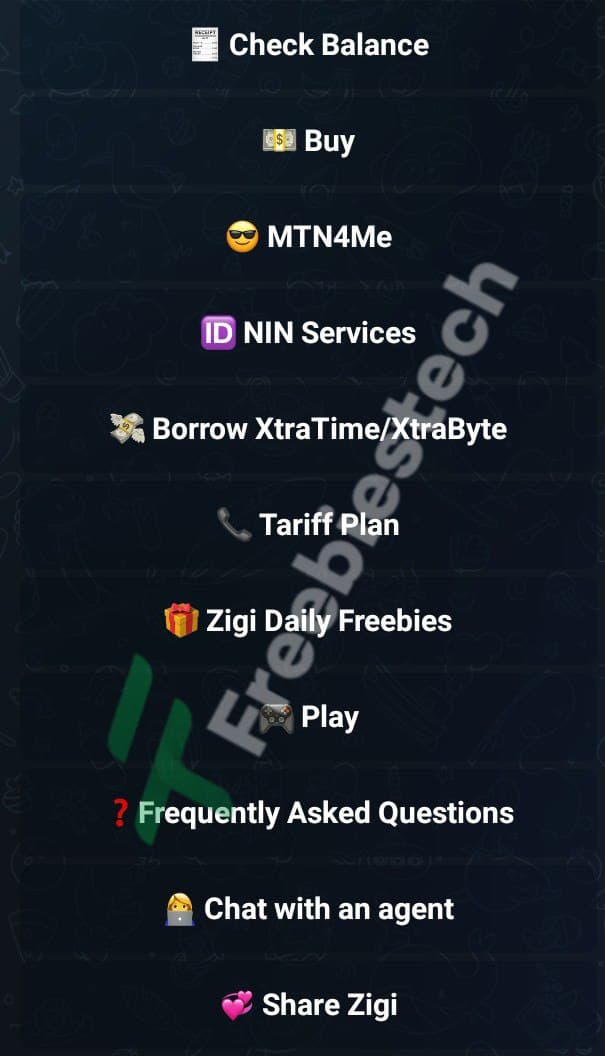 🧾 Check Balance
💵 Buy
😎 MTN4Me
🆔 NIN Services
💸 Borrow XtraTime/XtraByte
📞 Tariff Plan
🎁 Zigi Daily Freebies
🎮 Play
❓ Frequently Asked Questions
👩‍💻 Chat with an agent
💞 Share Zigi
Freebiestech